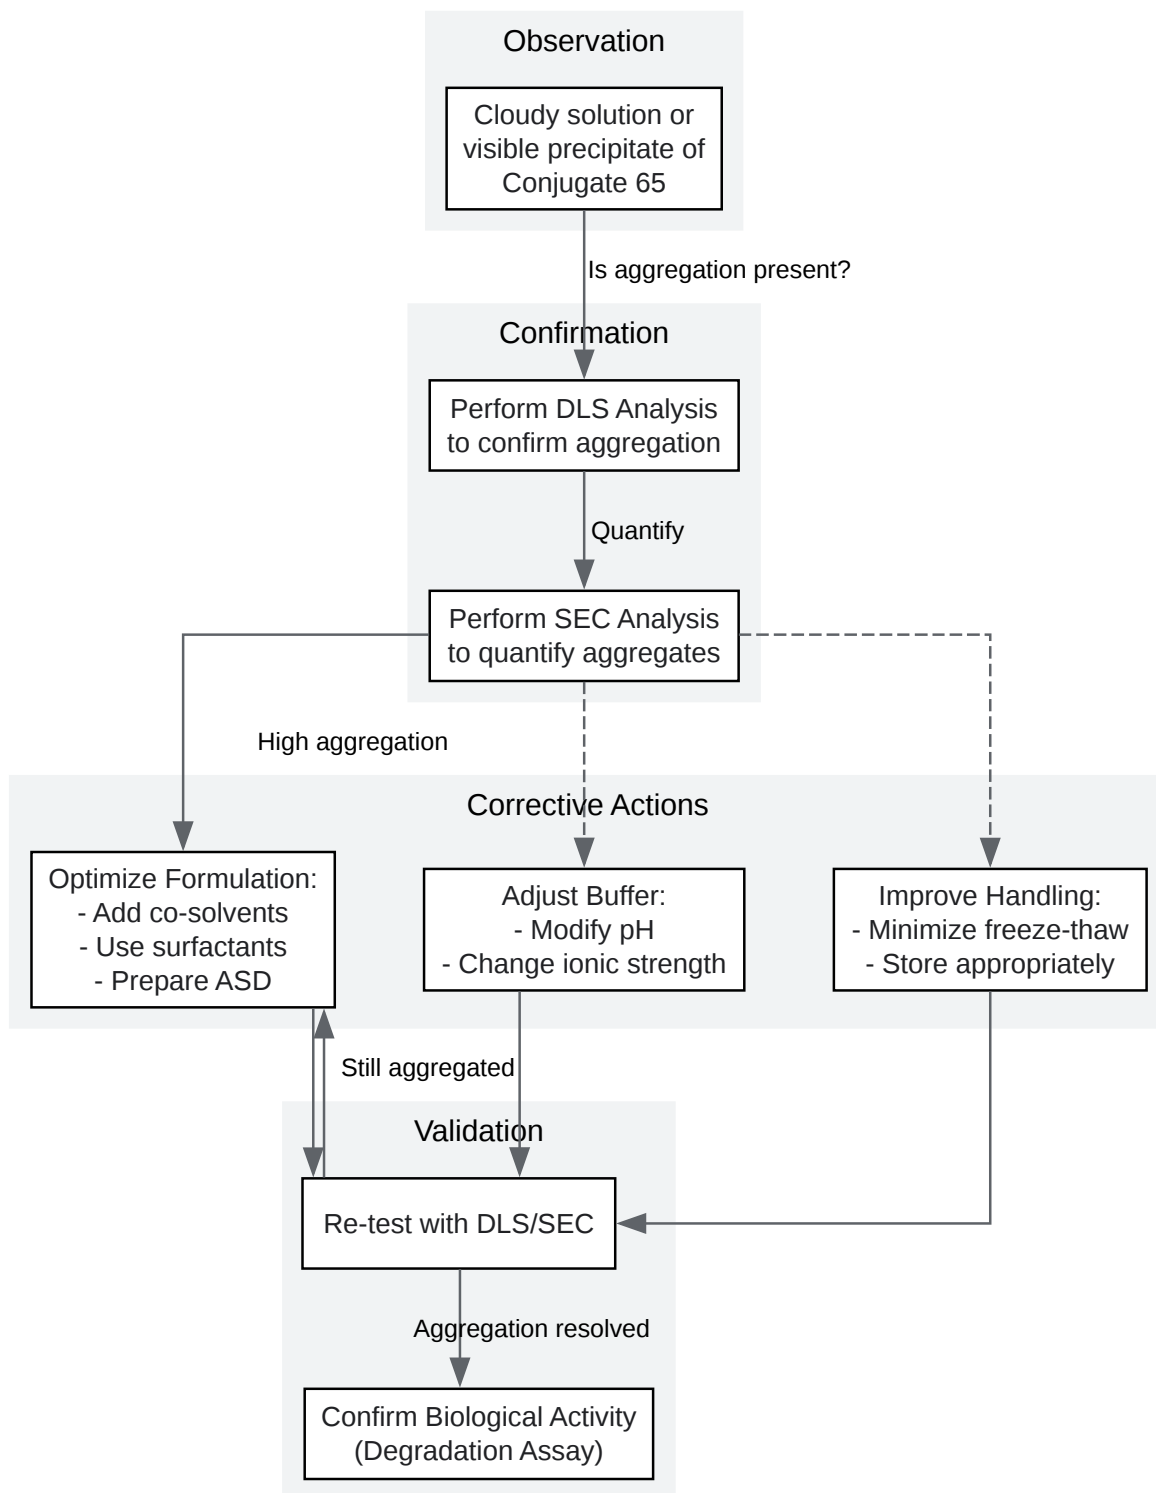 Observation
Cloudy solution or
visible precipitate of
Conjugate 65
Is aggregation present?
Confirmation
Perform DLS Analysis
to confirm aggregation
Quantify
Perform SEC Analysis
to quantify aggregates
High aggregation
Corrective Actions
Optimize Formulation:
- Add co-solvents
- Use surfactants
- Prepare ASD
Adjust Buffer:
- Modify pH
- Change ionic strength
Improve Handling:
- Minimize freeze-thaw
- Store appropriately
Still aggregated
Validation
Re-test with DLS/SEC
Aggregation resolved
Confirm Biological Activity
(Degradation Assay)